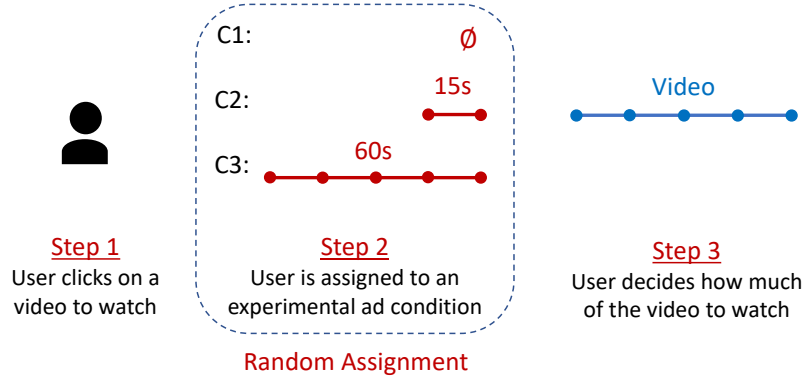 C1:
Ø
C2:
15s
Video
C3:
60s
Step 1
User clicks on a
video to watch
Step 2
User is assigned to an
experimental ad condition
Step 3
User decides how much
of the video to watch
Random Assignment